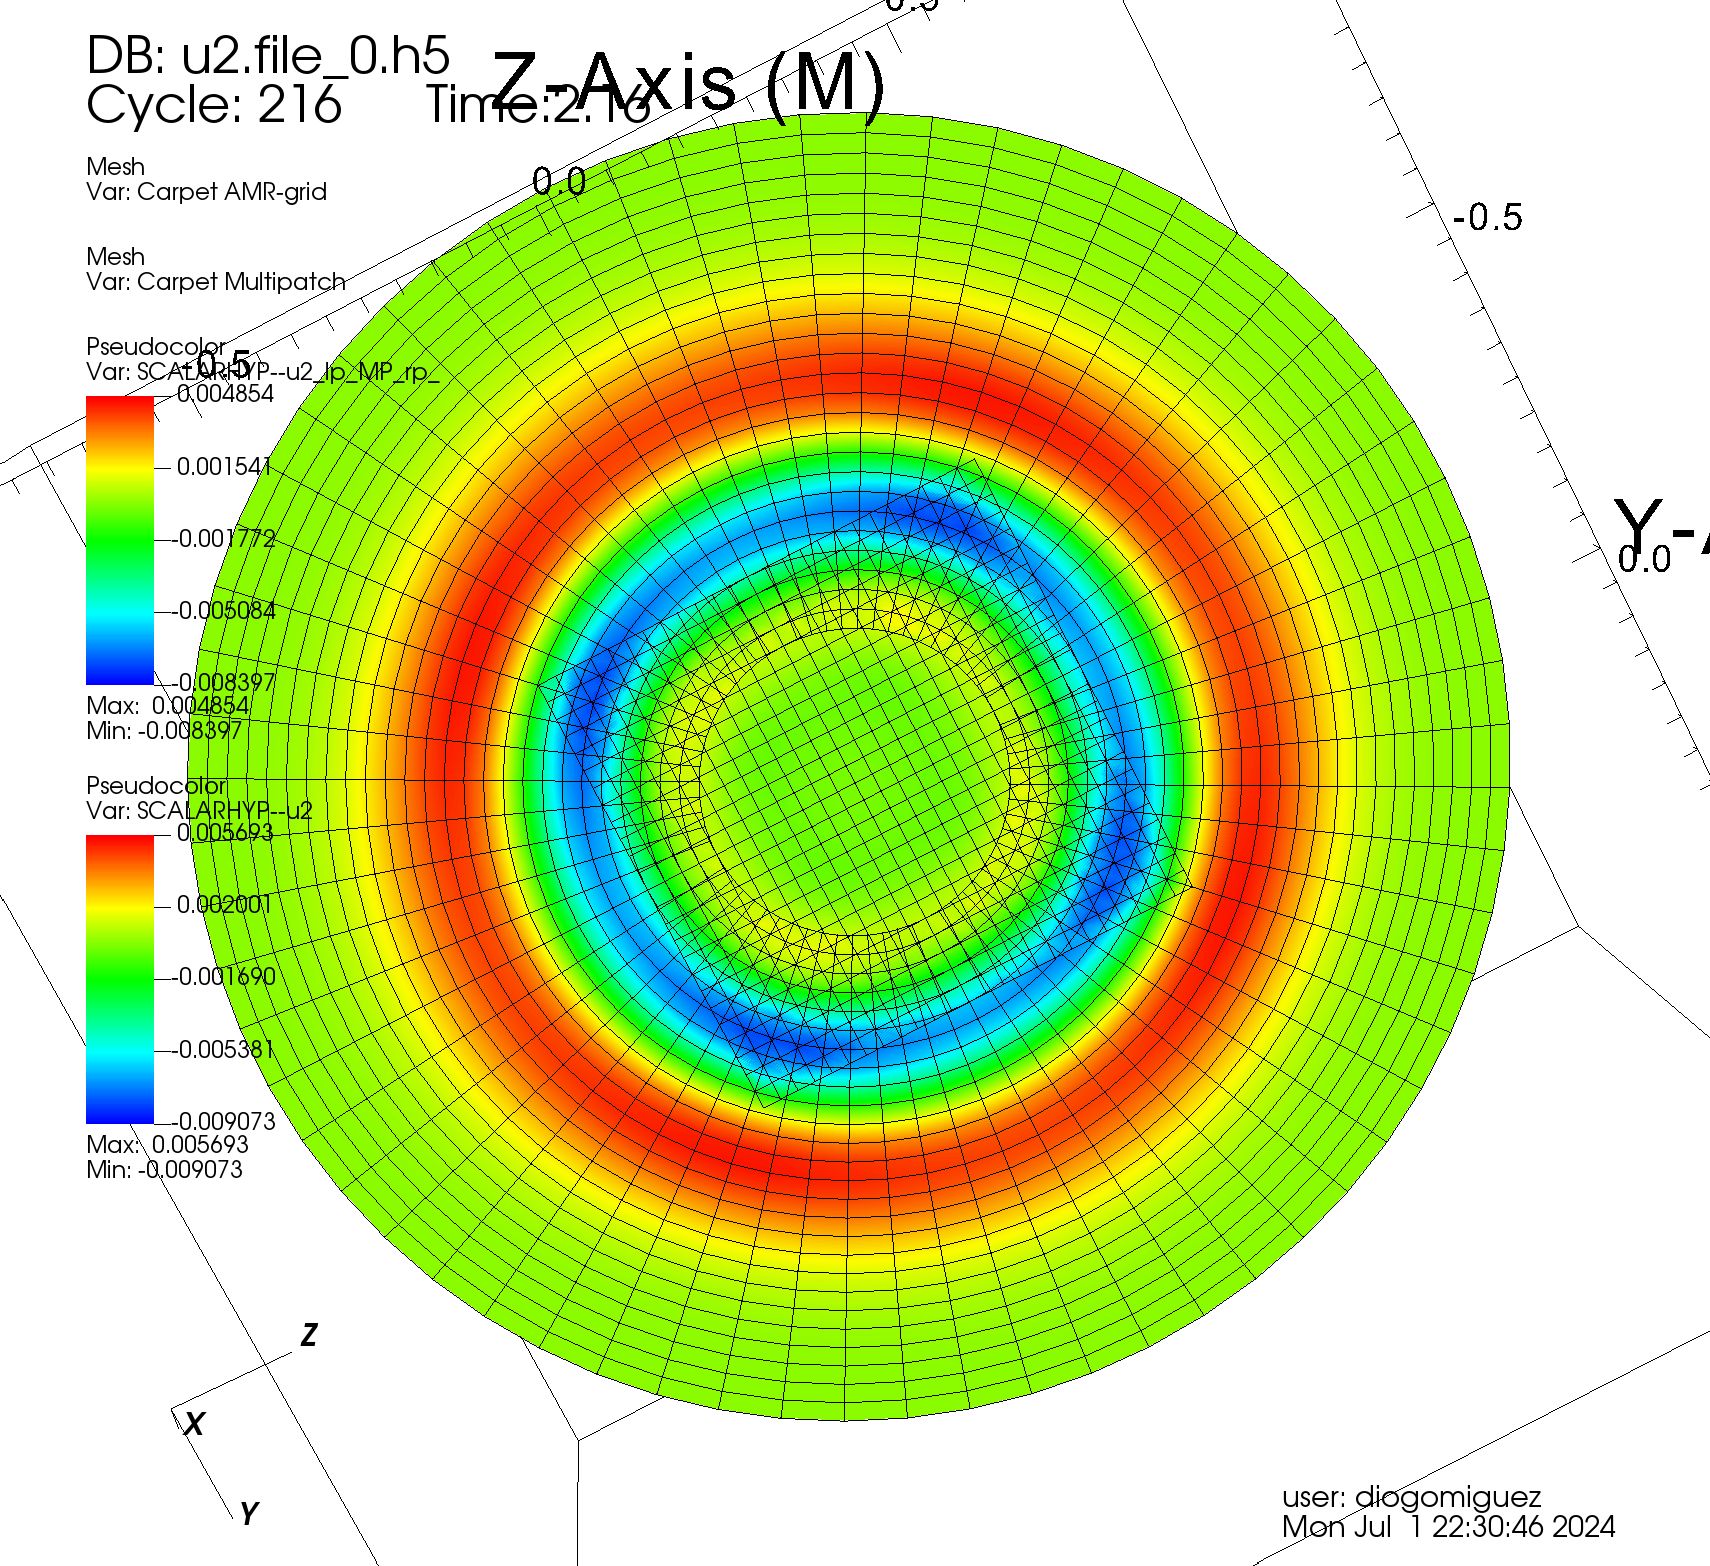 0.5
DB: u2.file_0.h5
Z-Axis (M)
Cycle: 216 Time:2.16
Mesh
Var: Carpet AMR-grid
0.0
-0.5
Mesh
Var: Carpet Multipatch
Pseudocolor
-0.5
Var: SCALARHYP--u2_lp_MP_rp_
0.004854
0.001541
-0.001772
-0.005084
-0.008397
Max: 0.004854
Min: -0.008397
Y-A
0.0
Pseudocolor
Var: SCALARHYP--u2
0.005693
0.002001
-0.001690
-0.005381
-0.009073
Max: 0.005693
Min: -0.009073
Z
X
Y
user: diogomiguez
Mon Jul 1 22:30:46 2024